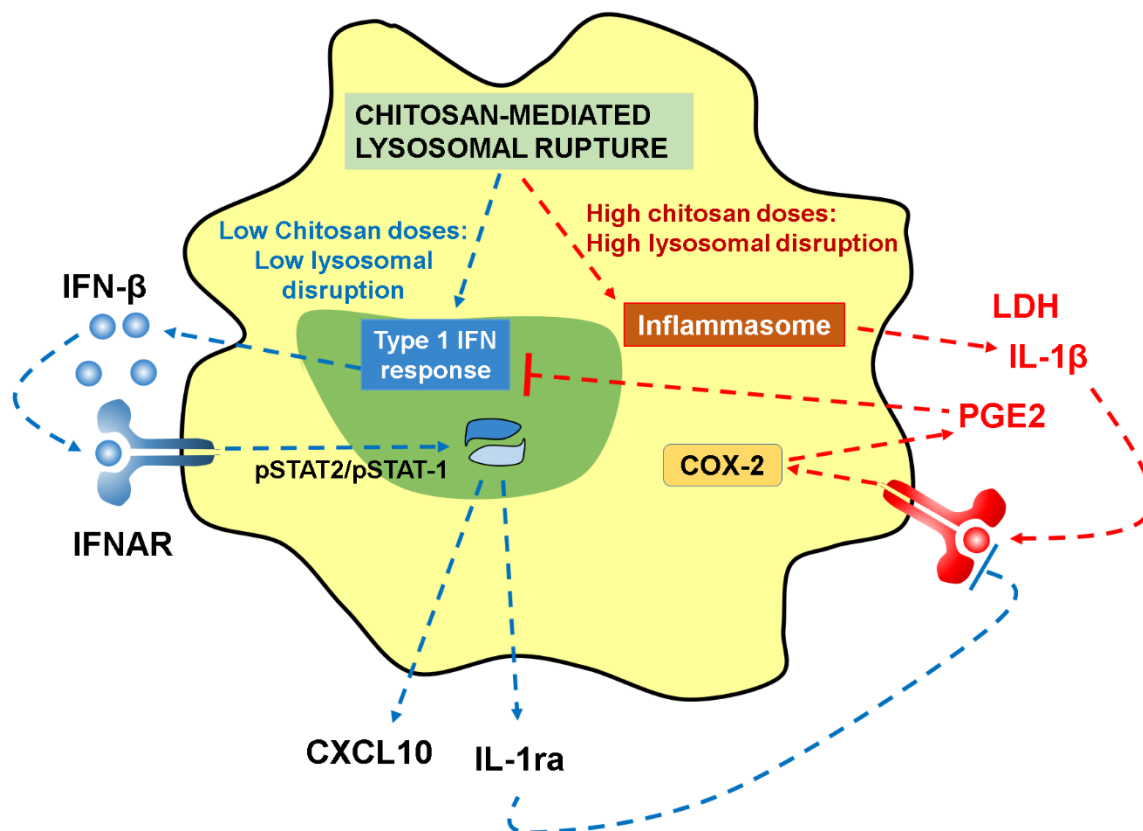 CHITOSAN-MEDIATED
LYSOSOMAL RUPTURE
Low Chitosan doses:
Low lysosomal
disruption
High chitosan doses:
High lysosomal disruption
IFN-β
Type 1 IFN
response
Inflammasome
LDH
IL-1β
PGE2
COX-2
pSTAT2/pSTAT-1
IFNAR
CXCL10
IL-1ra